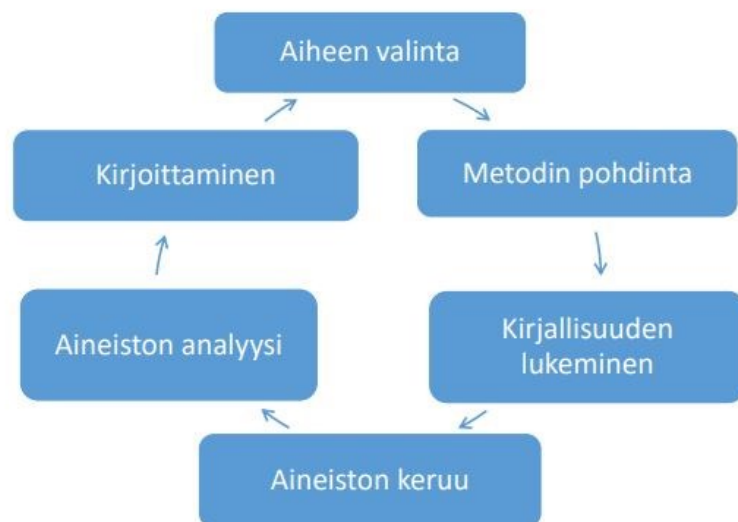 Aiheen valinta
Metodin pohdinta
Kirjallisuuden
lukeminen
Aineiston keruu
Aineiston analyysi
Kirjoittaminen